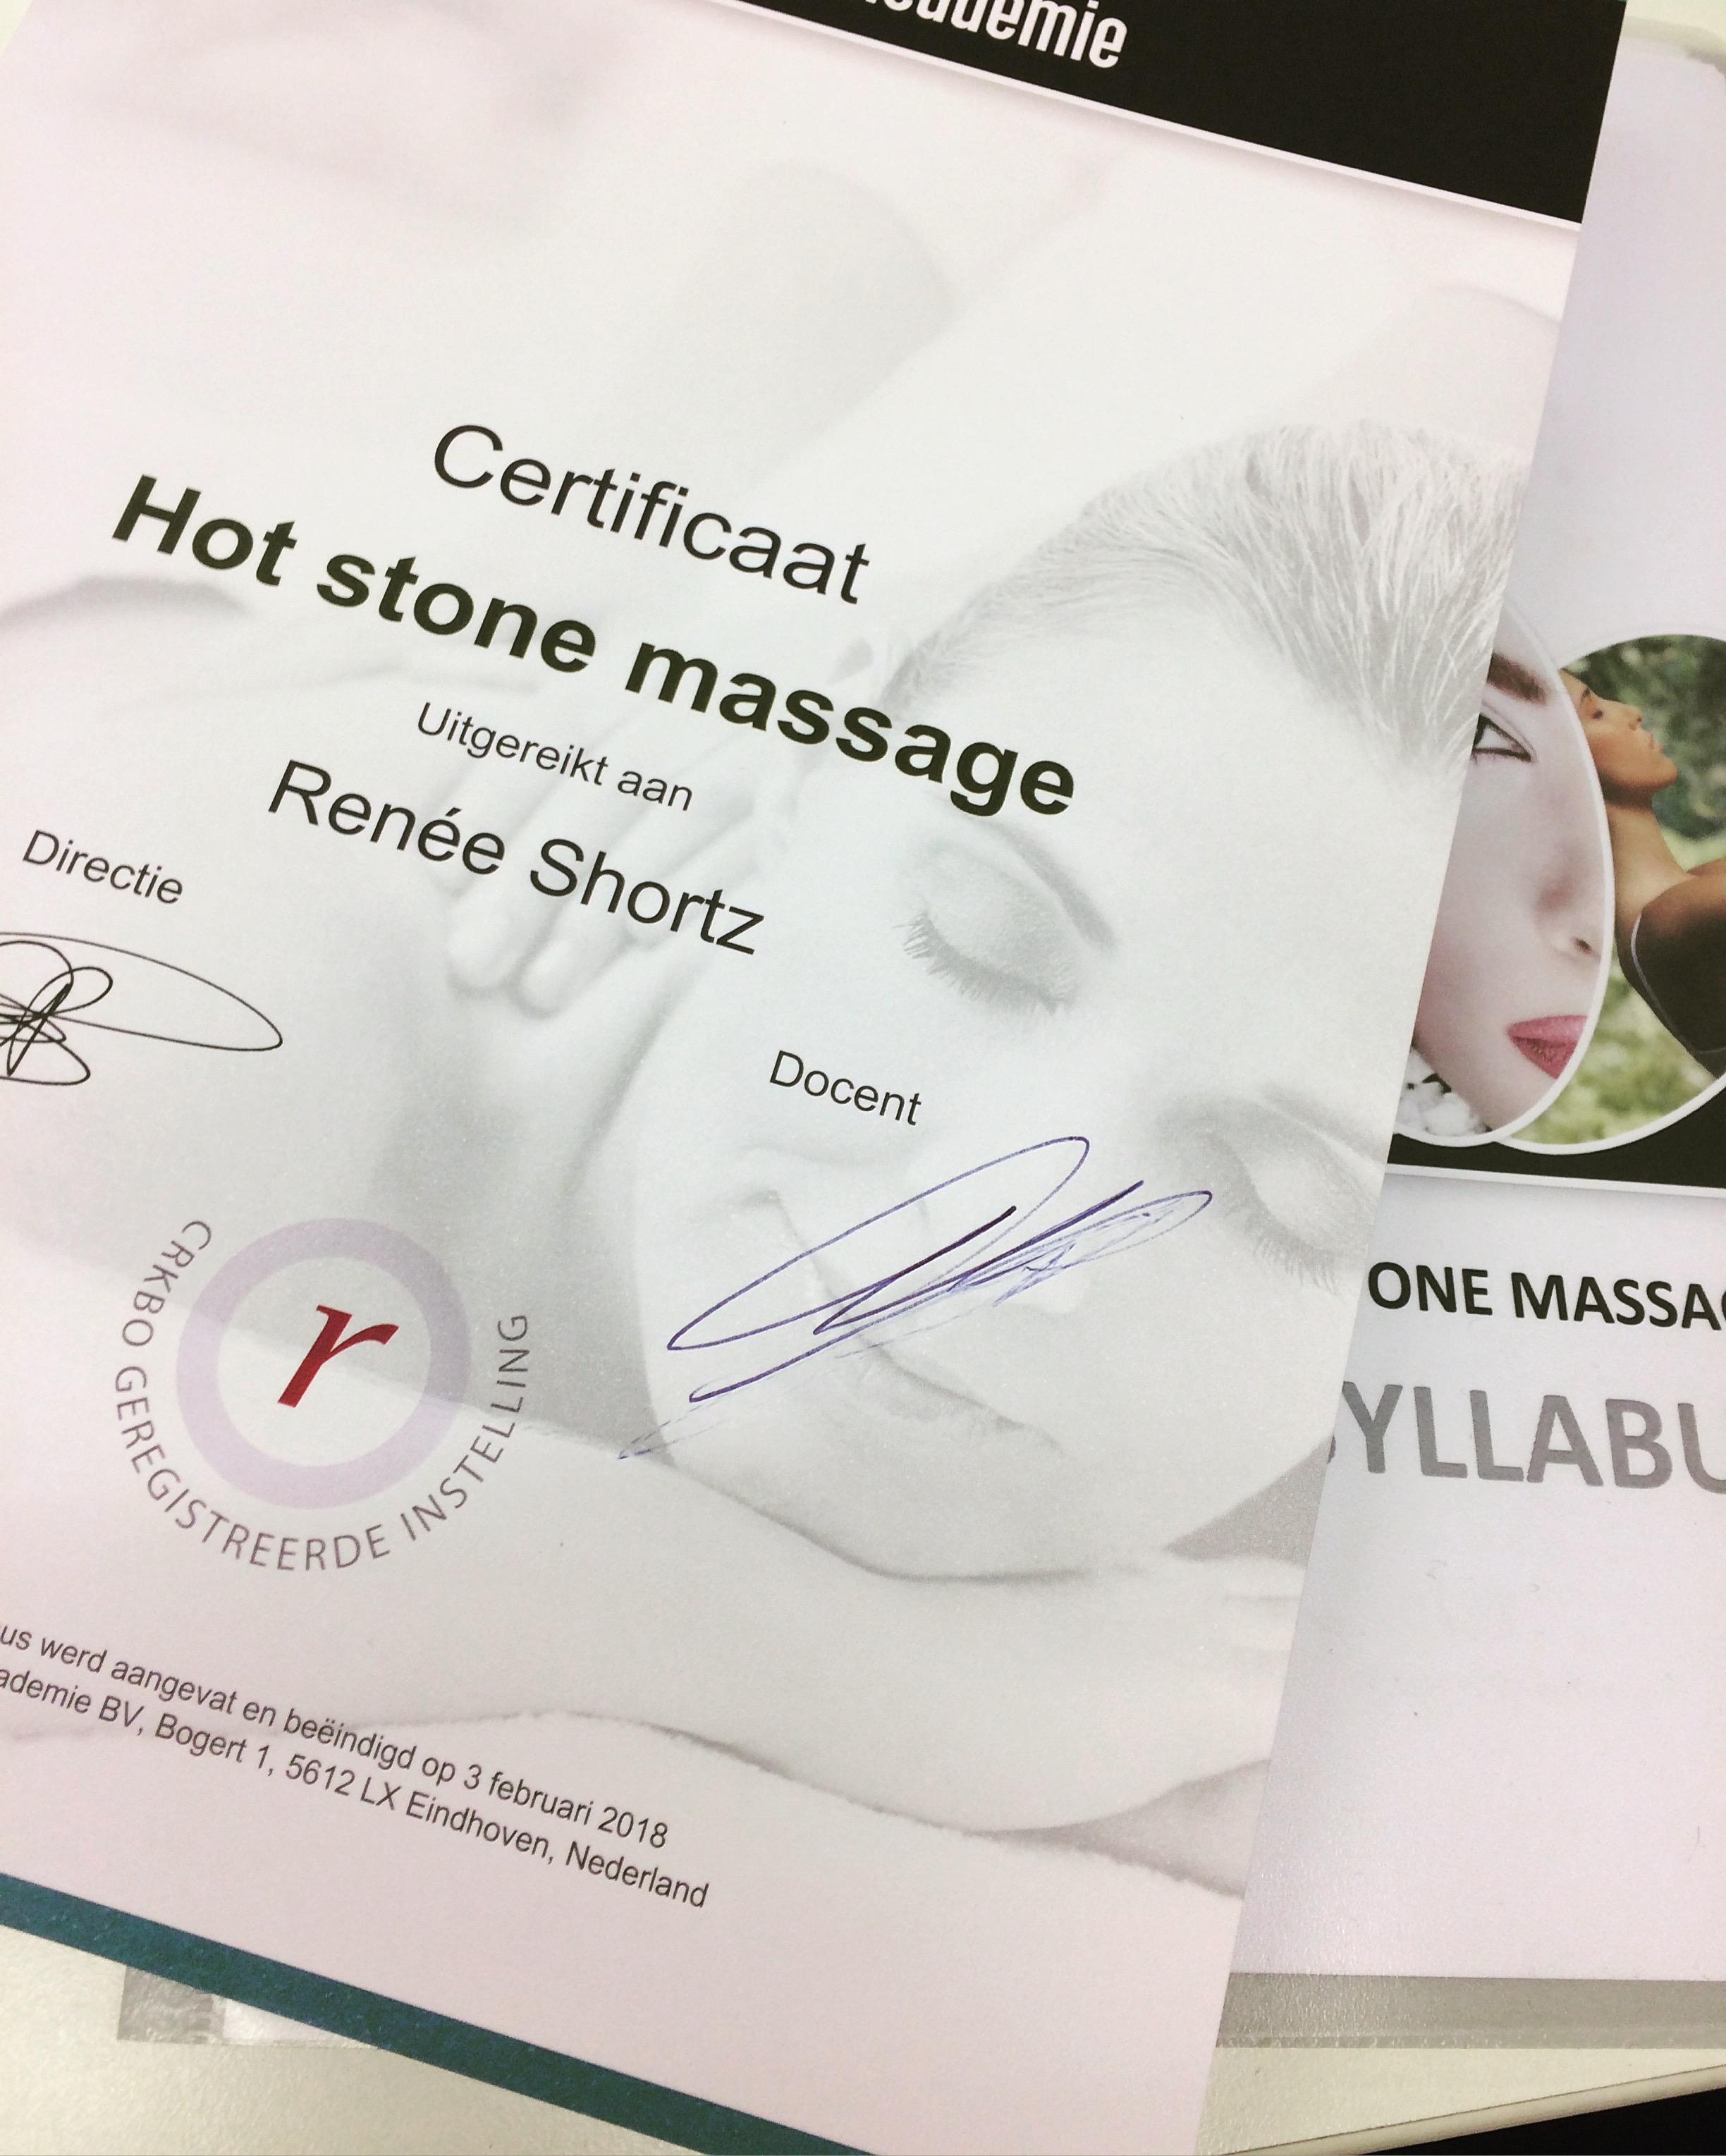 Certificaat
Hot stone massage
Uitgereikt aan
Renée Shortz
Directie
Docent
CRKBO GEREGISTREERDE INSTELLING
r
us werd aangevat en beëindigd op 3 februari 2018
ademie BV, Bogert 1, 5612 LX Eindhoven, Nederland
ONE MASSA
YLLABU